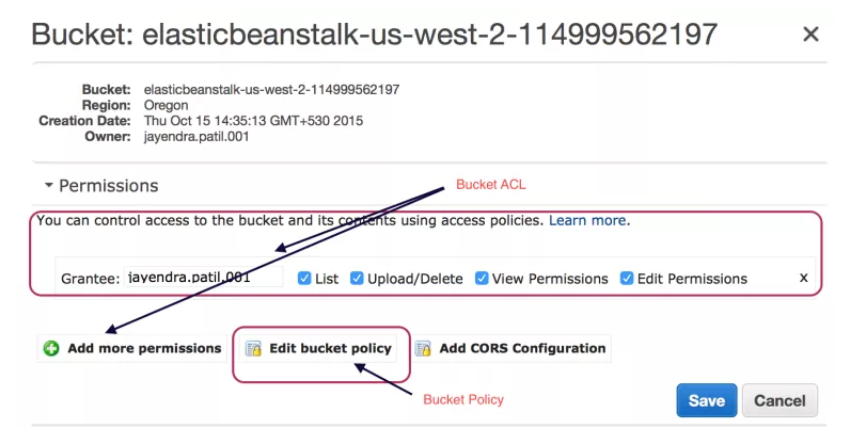 Bucket: elasticbeanstalk-us-west-2-114999562197 ×
Bucket: elasticbeanstalk-us-west-2-114999562197
Region: Oregon
Creation Date: Thu Oct 15 14:35:13 GMT+530 2015
Owner: jayendra.patil.001
Permissions
Bucket ACL
You can control access to the bucket and its contents using access policies. Learn more.
Grantee: jayendra.patil.001 List Upload/Delete View Permissions Edit Permissions x
Add more permissions Edit bucket policy Add CORS Configuration
Bucket Policy
Save Cancel